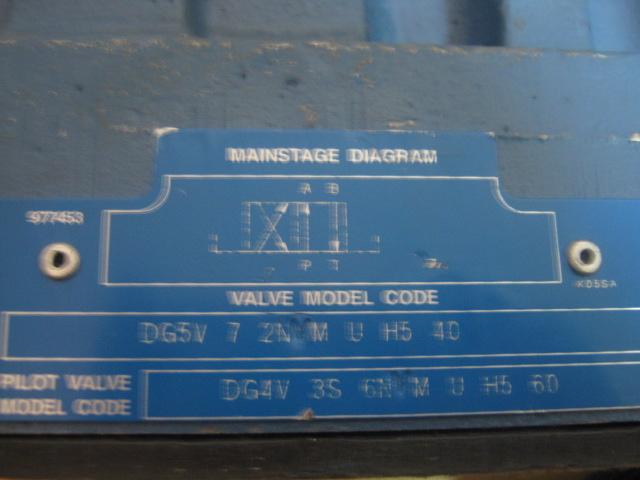 MAINSTAGE DIAGRAM
A B
977453
P T
KD5SA
VALVE MODEL CODE
DG5V 7 2N M U H5 40
PILOT VALVE MODEL CODE
DG4V 3S 6N M U H5 60